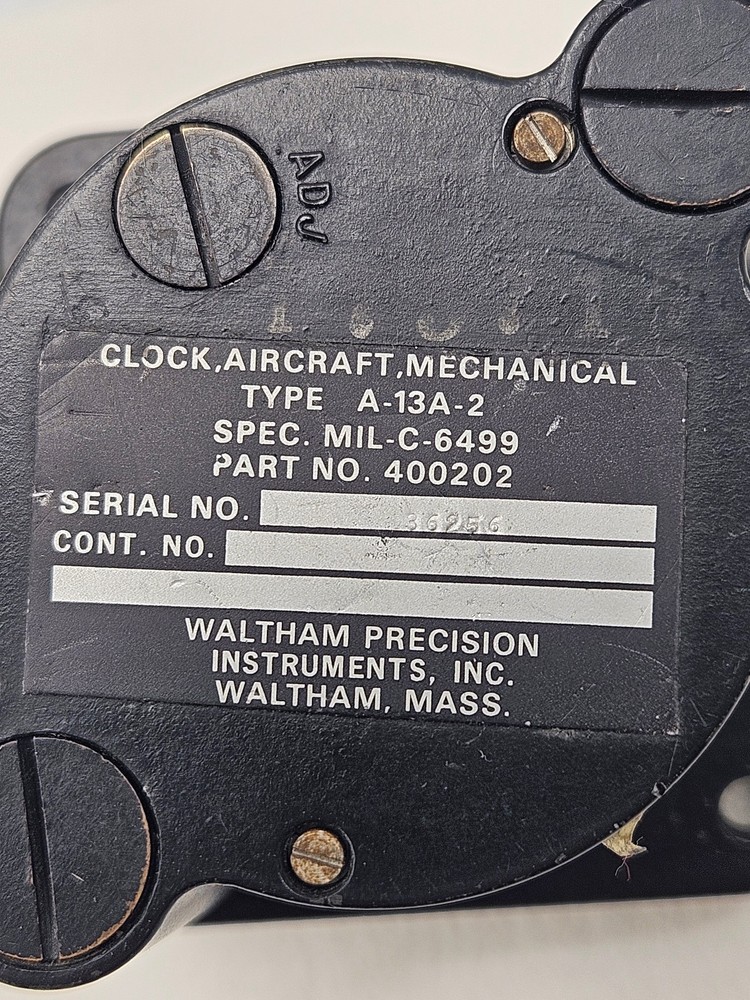 ADJ
CLOCK,AIRCRAFT,MECHANICAL
TYPE A-13A-2
SPEC. MIL-C-6499
PART NO. 400202
SERIAL NO. 36256
CONT. NO.
WALTHAM PRECISION
INSTRUMENTS, INC.
WALTHAM, MASS.